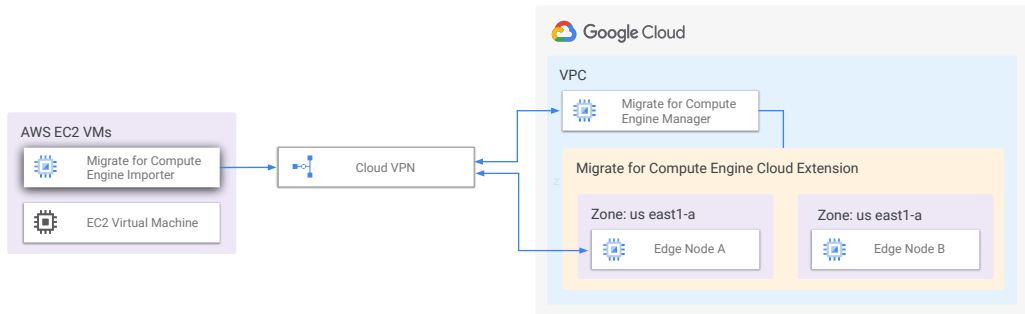 Google Cloud
VPC
Migrate for Compute
Engine Manager
AWS EC2 VMs
Migrate for Compute
Engine Importer
Cloud VPN
EC2 Virtual Machine
Migrate for Compute Engine Cloud Extension
Zone: us east1-a
Edge Node A
Zone: us east1-a
Edge Node B